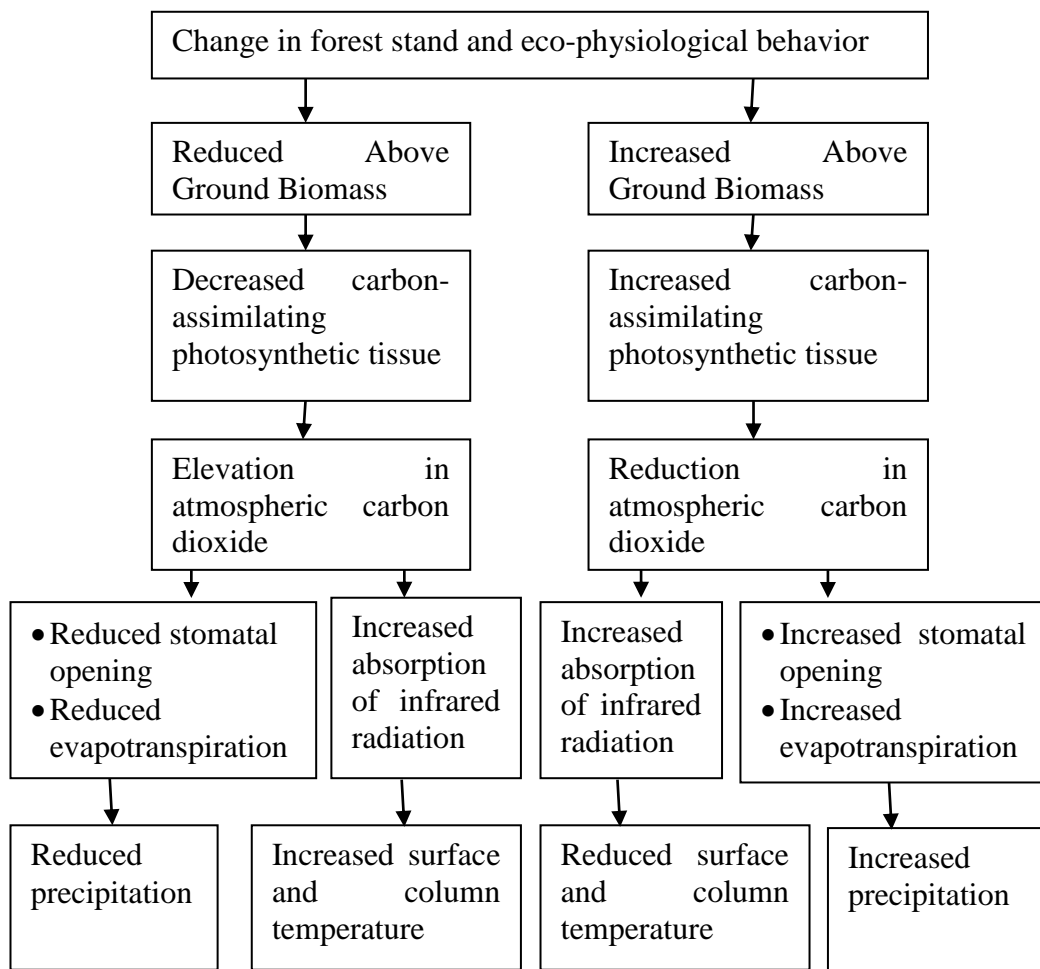 Change in forest stand and eco-physiological behavior
Reduced Above
Ground Biomass
Increased Above
Ground Biomass
Decreased carbon-
assimilating
photosynthetic tissue
Increased carbon-
assimilating
photosynthetic tissue
Elevation in
atmospheric carbon
dioxide
Reduction in
atmospheric carbon
dioxide
• Reduced stomatal
opening
• Reduced
evapotranspiration
Increased
absorption
of infrared
radiation
Increased
absorption
of infrared
radiation
• Increased stomatal
opening
• Increased
evapotranspiration
Reduced
precipitation
Increased surface
and column
temperature
Reduced surface
and column
temperature
Increased
precipitation